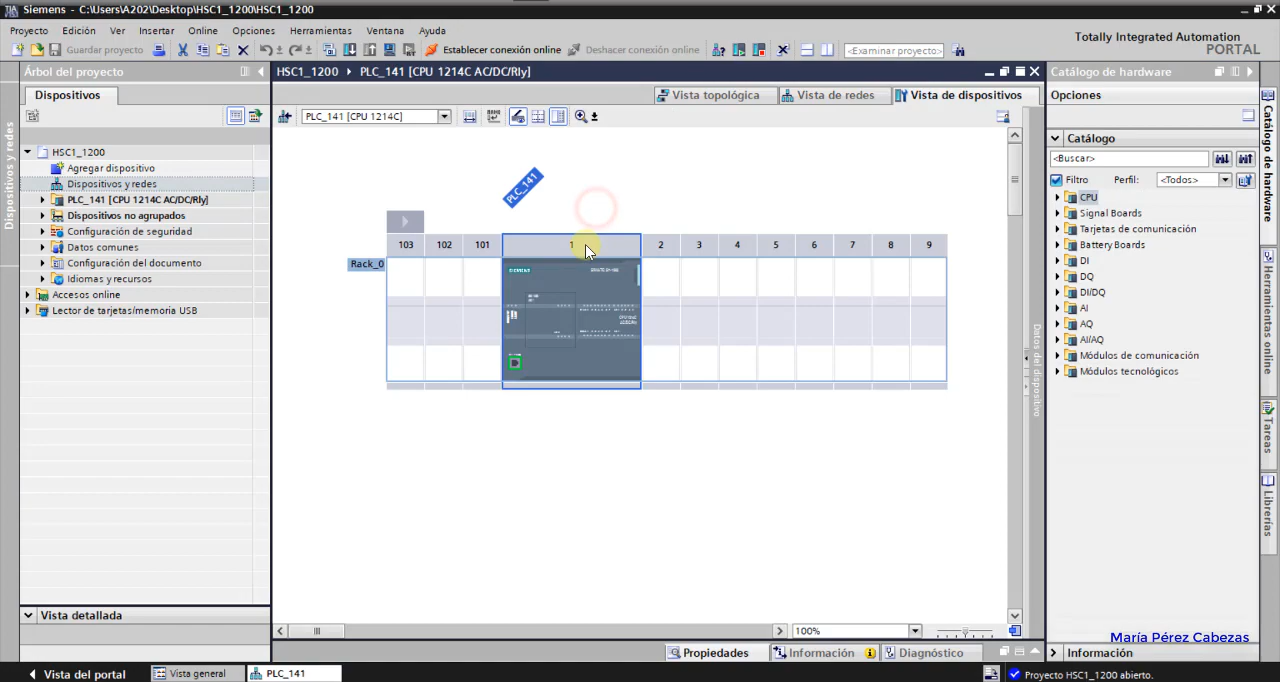 Siemens - C:\Users\A202\Desktop\HSC1_1200\HSC1_1200
Proyecto Edición Ver Insertar Online Opciones Herramientas Ventana Ayuda
Totally Integrated Automation
PORTAL
Guardar proyecto
Establecer conexión online
Deshacer conexión online
<Examinar proyecto>
Árbol del proyecto
HSC1_1200 PLC_141 [CPU 1214C AC/DC/Rly]
Catálogo de hardware
Dispositivos
Vista topológica
Vista de redes
Vista de dispositivos
Opciones
PLC_141 [CPU 1214C]
Dispositivos y redes
HSC1_1200
Agregar dispositivo
Dispositivos y redes
PLC_141 [CPU 1214C AC/DC/Rly]
Dispositivos no agrupados
Configuración de seguridad
Datos comunes
Configuración del documento
Idiomas y recursos
Accesos online
Lector de tarjetas/memoria USB
PLC_141
103 102 101 1 2 3 4 5 6 7 8 9
Rack_0
SIEMENS
Datos del dispositivo
Catálogo
<Buscar>
Filtro Perfil: <Todos>
CPU
Signal Boards
Tarjetas de comunicación
Battery Boards
DI
DQ
DI/DQ
AI
AQ
AI/AQ
Módulos de comunicación
Módulos tecnológicos
Catálogo de hardware
Herramientas online
Tareas
Librerías
Vista detallada
100%
María Pérez Cabezas
Propiedades
Información
Diagnóstico
Información
Vista del portal
Vista general
PLC_141
Proyecto HSC1_1200 abierto.